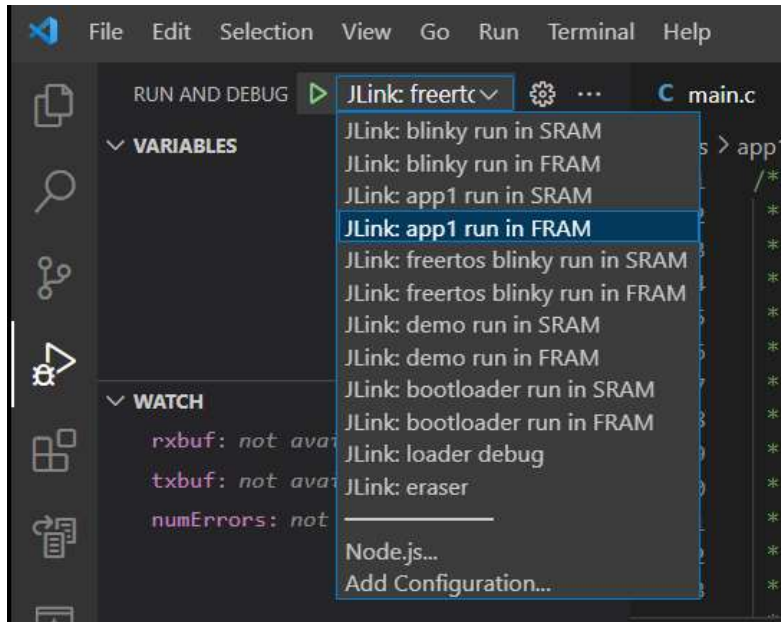 File Edit Selection View Go Run Terminal Help
RUN AND DEBUG JLink: freertc ... C main.c
VARIABLES
s > app1
JLink: blinky run in SRAM
JLink: blinky run in FRAM
JLink: app1 run in SRAM
JLink: app1 run in FRAM
JLink: freertos blinky run in SRAM
JLink: freertos blinky run in FRAM
JLink: demo run in SRAM
JLink: demo run in FRAM
JLink: bootloader run in SRAM
JLink: bootloader run in FRAM
JLink: loader debug
JLink: eraser
Node.js...
Add Configuration...
WATCH
rxbuf: not avai
txbuf: not avai
numErrors: not
/*
*
*
*
*
*
*
*
*
*
*
*
*